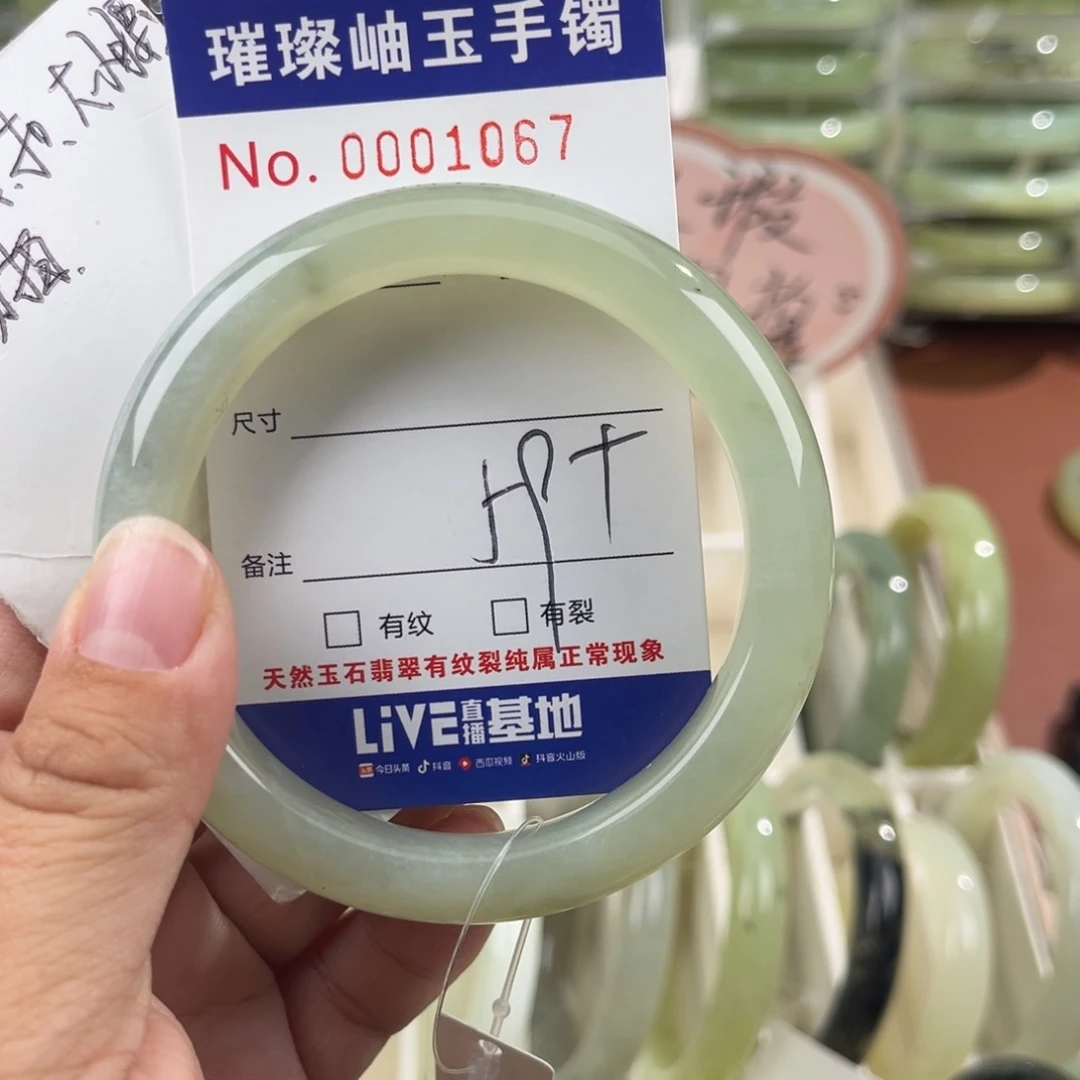 璀璨岫玉手镯
No. 0001067
尺寸
备注
有纹 有裂
天然玉石翡翠有纹裂纯属正常现象
LiVE直播基地
今日头条 抖音 西瓜视频 抖音火山版